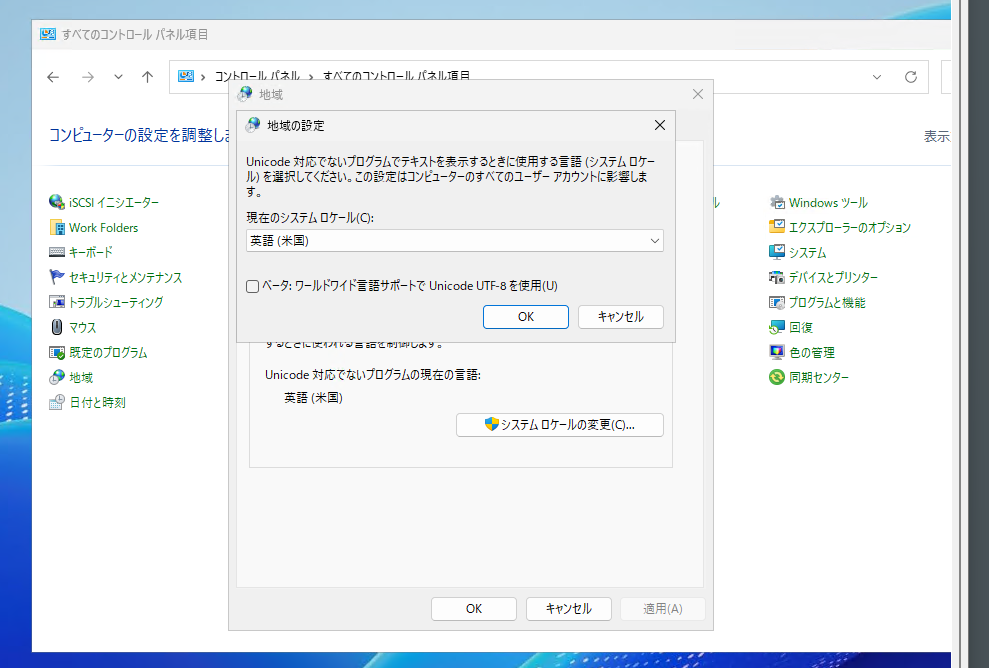 すべてのコントロール パネル項目
コントロール パネル
すべてのコントロール パネル項目
地域
地域の設定
コンピューターの設定を調整しま
表示
Unicode 対応でないプログラムでテキストを表示するときに使用する言語 (システム ロケー
ル) を選択してください。この設定はコンピューターのすべてのユーザー アカウントに影響しま
す。
現在のシステム ロケール(C):
英語 (米国)
ベータ: ワールドワイド言語サポートで Unicode UTF-8 を使用(U)
OK
キャンセル
するときに使われる言語を制御します。
Unicode 対応でないプログラムの現在の言語:
英語 (米国)
システム ロケールの変更(C)...
OK
キャンセル
適用(A)
iSCSI イニシエーター
Work Folders
キーボード
セキュリティとメンテナンス
トラブルシューティング
マウス
既定のプログラム
地域
日付と時刻
ル
Windows ツール
エクスプローラーのオプション
システム
デバイスとプリンター
プログラムと機能
回復
色の管理
同期センター